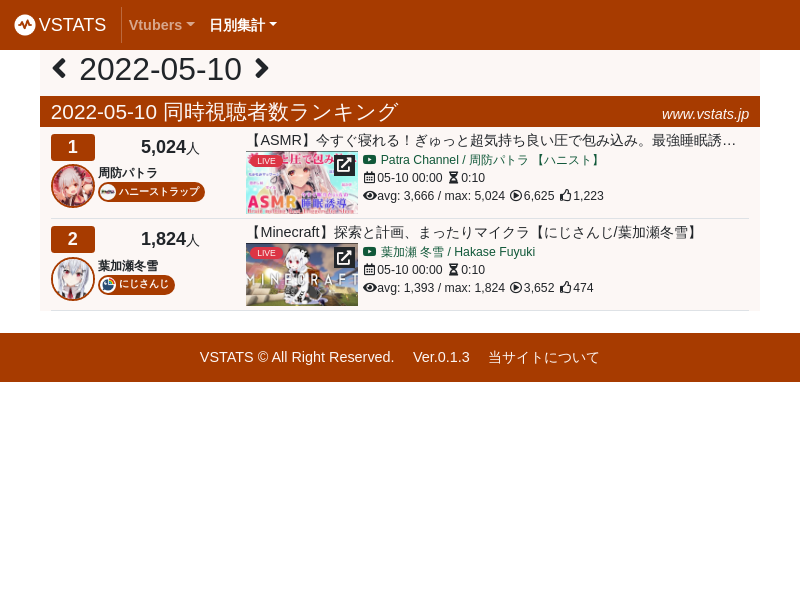 VSTATS Vtubers 日別集計
2022-05-10
2022-05-10 同時視聴者数ランキング www.vstats.jp
1 5,024人
周防パトラ
ハニーストラップ
【ASMR】今すぐ寝れる！ぎゅっと超気持ち良い圧で包み込み。最強睡眠誘…
LIVE
ASMR 睡眠誘導
Patra Channel / 周防パトラ 【ハニスト】
05-10 00:00 0:10
avg: 3,666 / max: 5,024 6,625 1,223
2 1,824人
葉加瀬冬雪
にじさんじ
【Minecraft】探索と計画、まったりマイクラ【にじさんじ/葉加瀬冬雪】
LIVE
MINECRAFT
葉加瀬 冬雪 / Hakase Fuyuki
05-10 00:00 0:10
avg: 1,393 / max: 1,824 3,652 474
VSTATS © All Right Reserved. Ver.0.1.3 当サイトについて